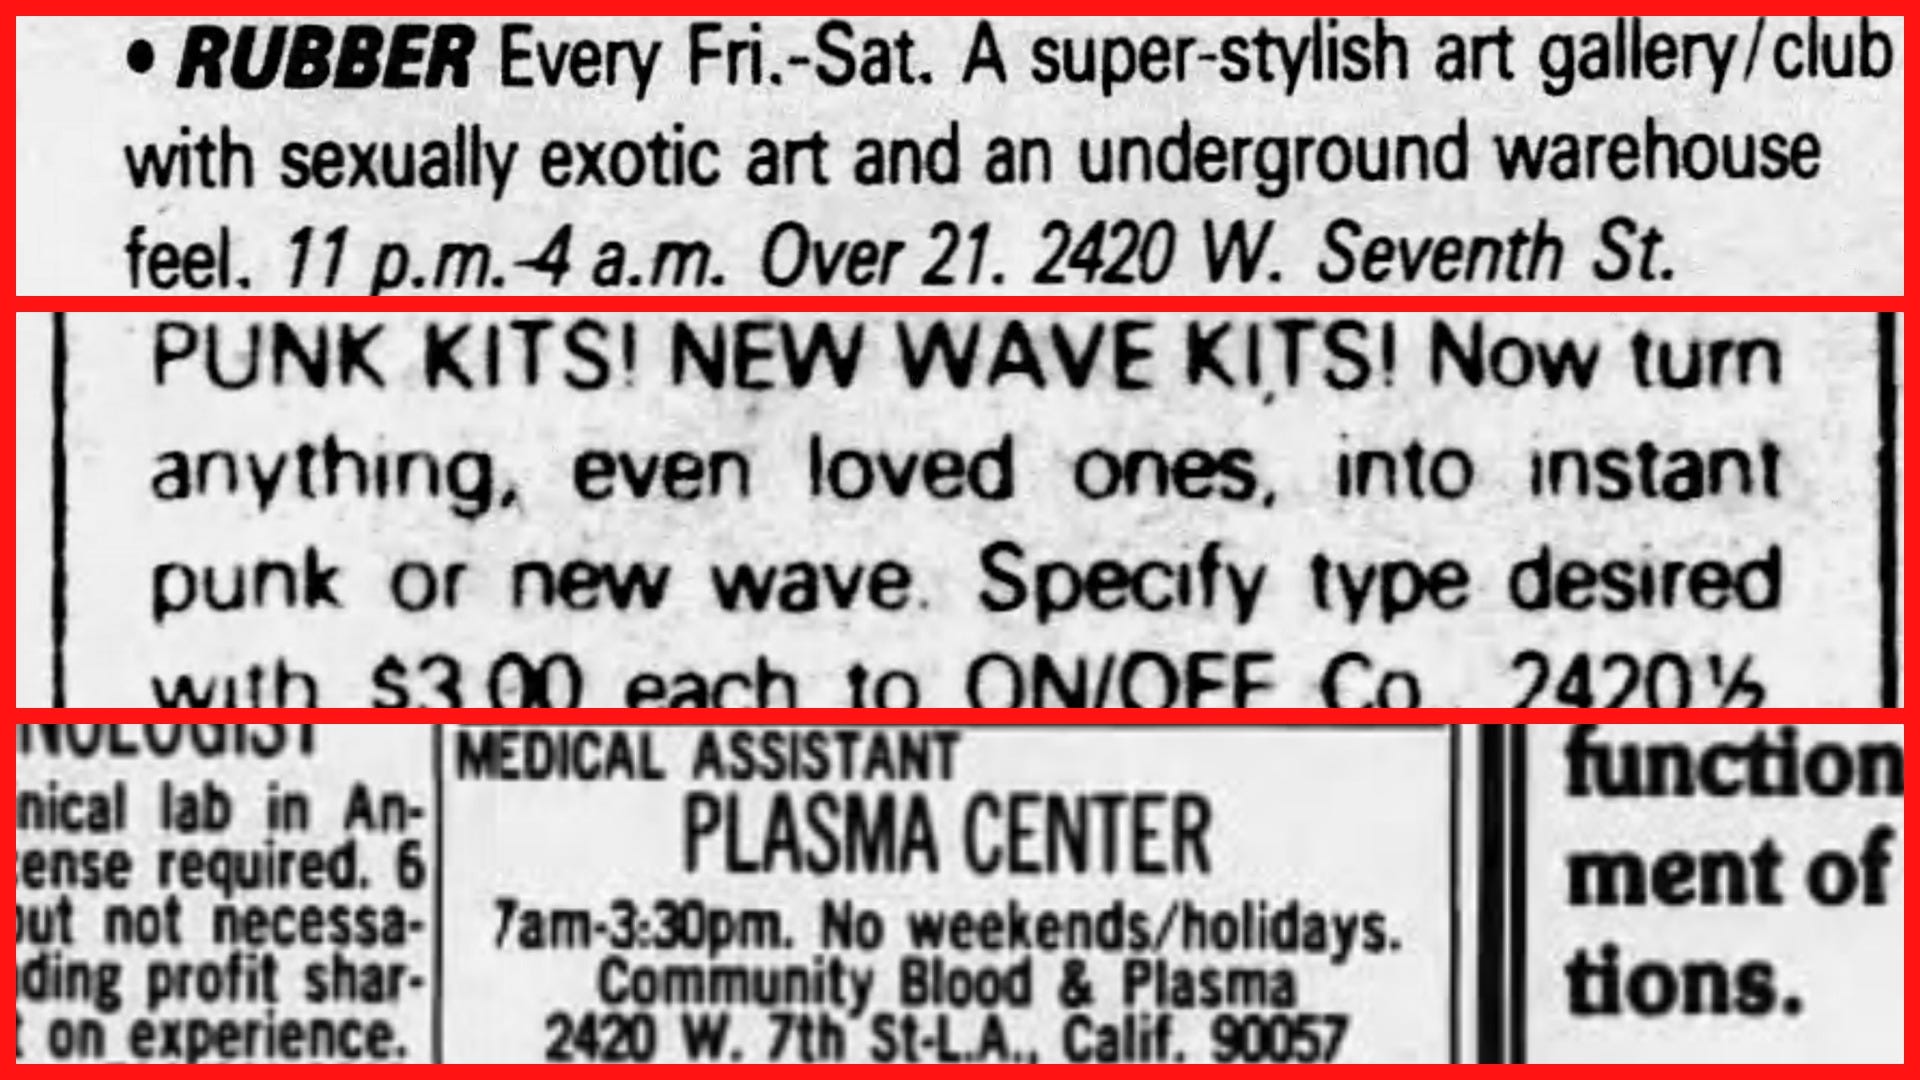 • RUBBER Every Fri.-Sat. A super-stylish art gallery/club
with sexually exotic art and an underground warehouse
feel. 11 p.m.-4 a.m. Over 21. 2420 W. Seventh St.
PUNK KITS! NEW WAVE KITS! Now turn
anything, even loved ones, into instant
punk or new wave. Specify type desired
with $3.00 each to ON/OFF Co. 2420½
NOLOGIST
nical lab in An-
ense required. 6
but not necessa-
ding profit shar-
on experience.
MEDICAL ASSISTANT
PLASMA CENTER
7am-3:30pm. No weekends/holidays.
Community Blood & Plasma
2420 W. 7th St-L.A., Calif. 90057
function
ment of
tions.